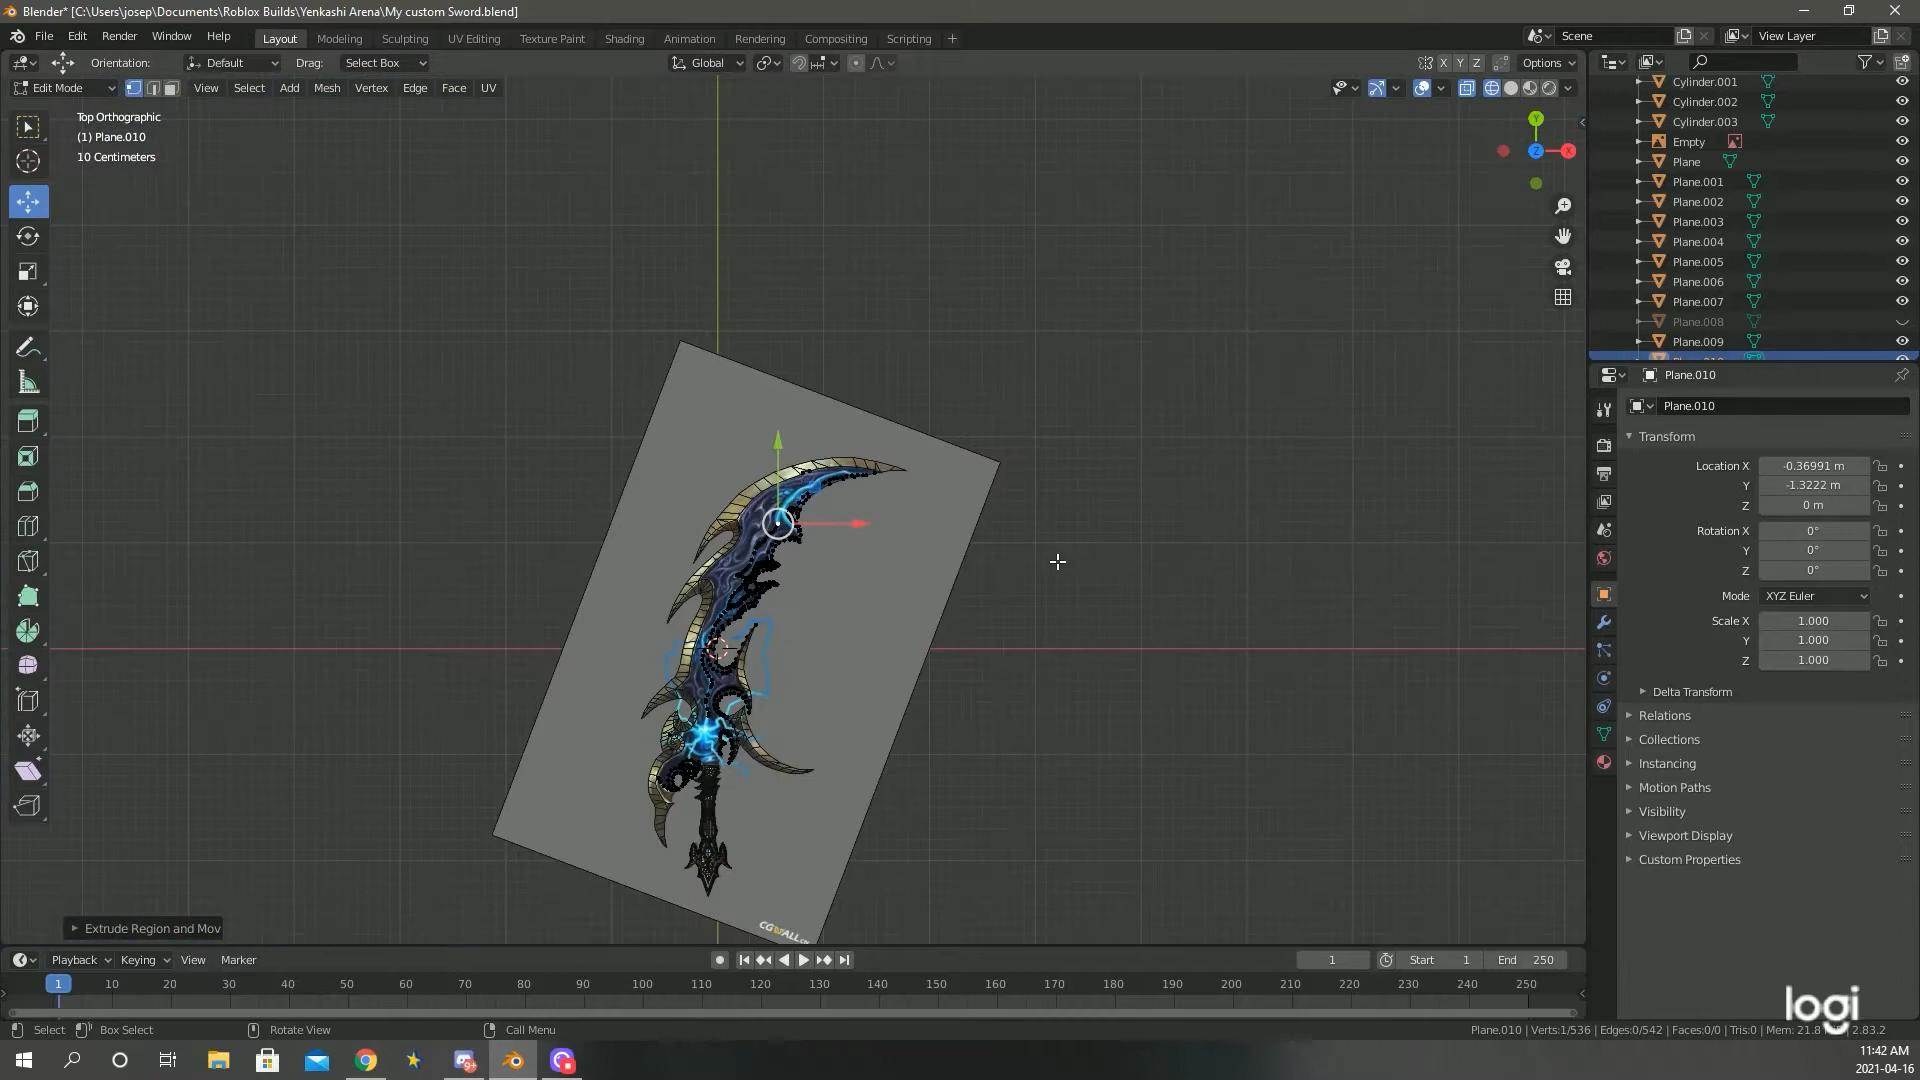 Blender* [C:\Users\josep\Documents\Roblox Builds\Yenkashi Arena\My custom Sword.blend]
File Edit Render Window Help
Layout Modeling Sculpting UV Editing Texture Paint Shading Animation Rendering Compositing Scripting +
Scene View Layer
Orientation: Default Drag: Select Box Global X Y Z Options
Edit Mode View Select Add Mesh Vertex Edge Face UV
Top Orthographic
(1) Plane.010
10 Centimeters
Y
Z X
Cylinder.001
Cylinder.002
Cylinder.003
Empty
Plane
Plane.001
Plane.002
Plane.003
Plane.004
Plane.005
Plane.006
Plane.007
Plane.008
Plane.009
Plane.010
Plane.010
Transform
Location X -0.36991 m
Y -1.3222 m
Z 0 m
Rotation X 0°
Y 0°
Z 0°
Mode XYZ Euler
Scale X 1.000
Y 1.000
Z 1.000
Delta Transform
Relations
Collections
Instancing
Motion Paths
Visibility
Viewport Display
Custom Properties
Extrude Region and Mov
Playback Keying View Marker
1 Start 1 End 250
1 10 20 30 40 50 60 70 80 90 100 110 120 130 140 150 160 170 180 190 200 210 220 230 240 250
logi
Select Box Select Rotate View Call Menu
Plane.010 | Verts:1/536 | Edges:0/542 | Faces:0/0 | Tris:0 | Mem: 21.8 2.83.2
9+
11:42 AM
2021-04-16